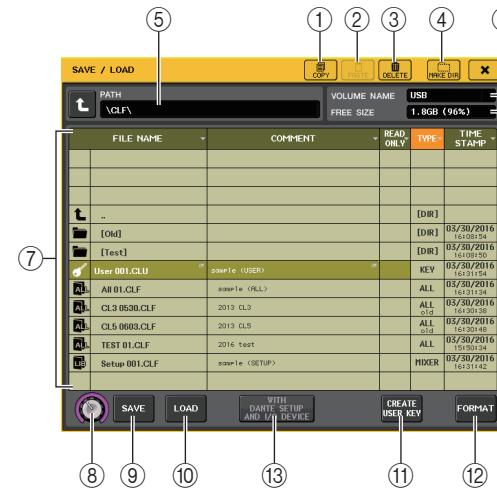 ⑤ ① ② ③ ④
SAVE / LOAD
COPY
PASTE
DELETE
MAKE DIR
PATH
\CLF\
VOLUME NAME USB
FREE SIZE 1.8GB (96%)
FILE NAME COMMENT READ ONLY TYPE TIME STAMP
.. [DIR]
[Old] [DIR] 03/30/2016 16:08:54
[Test] [DIR] 03/30/2016 16:08:50
⑦
User 001.CLU sample (USER) KEY 03/30/2016 16:31:54
ALL All 01.CLF sample (ALL) ALL 03/30/2016 16:31:34
ALL CL3 0530.CLF 2013 CL3 ALL old 03/30/2016 16:30:38
ALL CL5 0603.CLF 2013 CL5 ALL old 03/30/2016 16:30:48
ALL TEST 01.CLF 2016 test ALL 03/30/2016 15:50:34
LIB Setup 001.CLF sample (SETUP) MIXER 03/30/2016 16:31:42
SAVE
LOAD
WITH
DANTE SETUP
AND I/O DEVICE
CREATE
USER KEY
FORMAT
⑧ ⑨ ⑩ ⑬ ⑪ ⑫